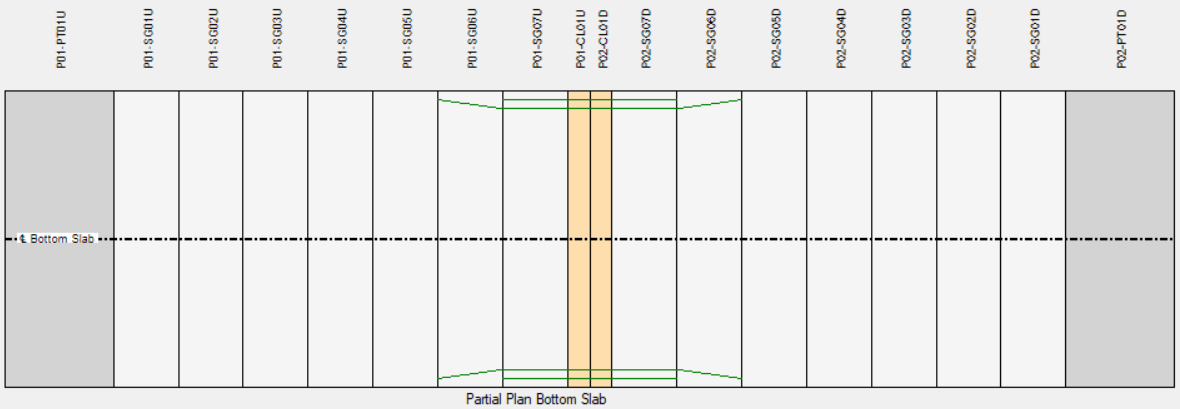 P01-PT01U
P01-SG01U
P01-SG02U
P01-SG03U
P01-SG04U
P01-SG05U
P01-SG06U
P01-SG07U
P01-CL01U
P02-CL01D
P02-SG07D
P02-SG06D
P02-SG05D
P02-SG04D
P02-SG03D
P02-SG02D
P02-SG01D
P02-PT01D
℄ Bottom Slab
Partial Plan Bottom Slab